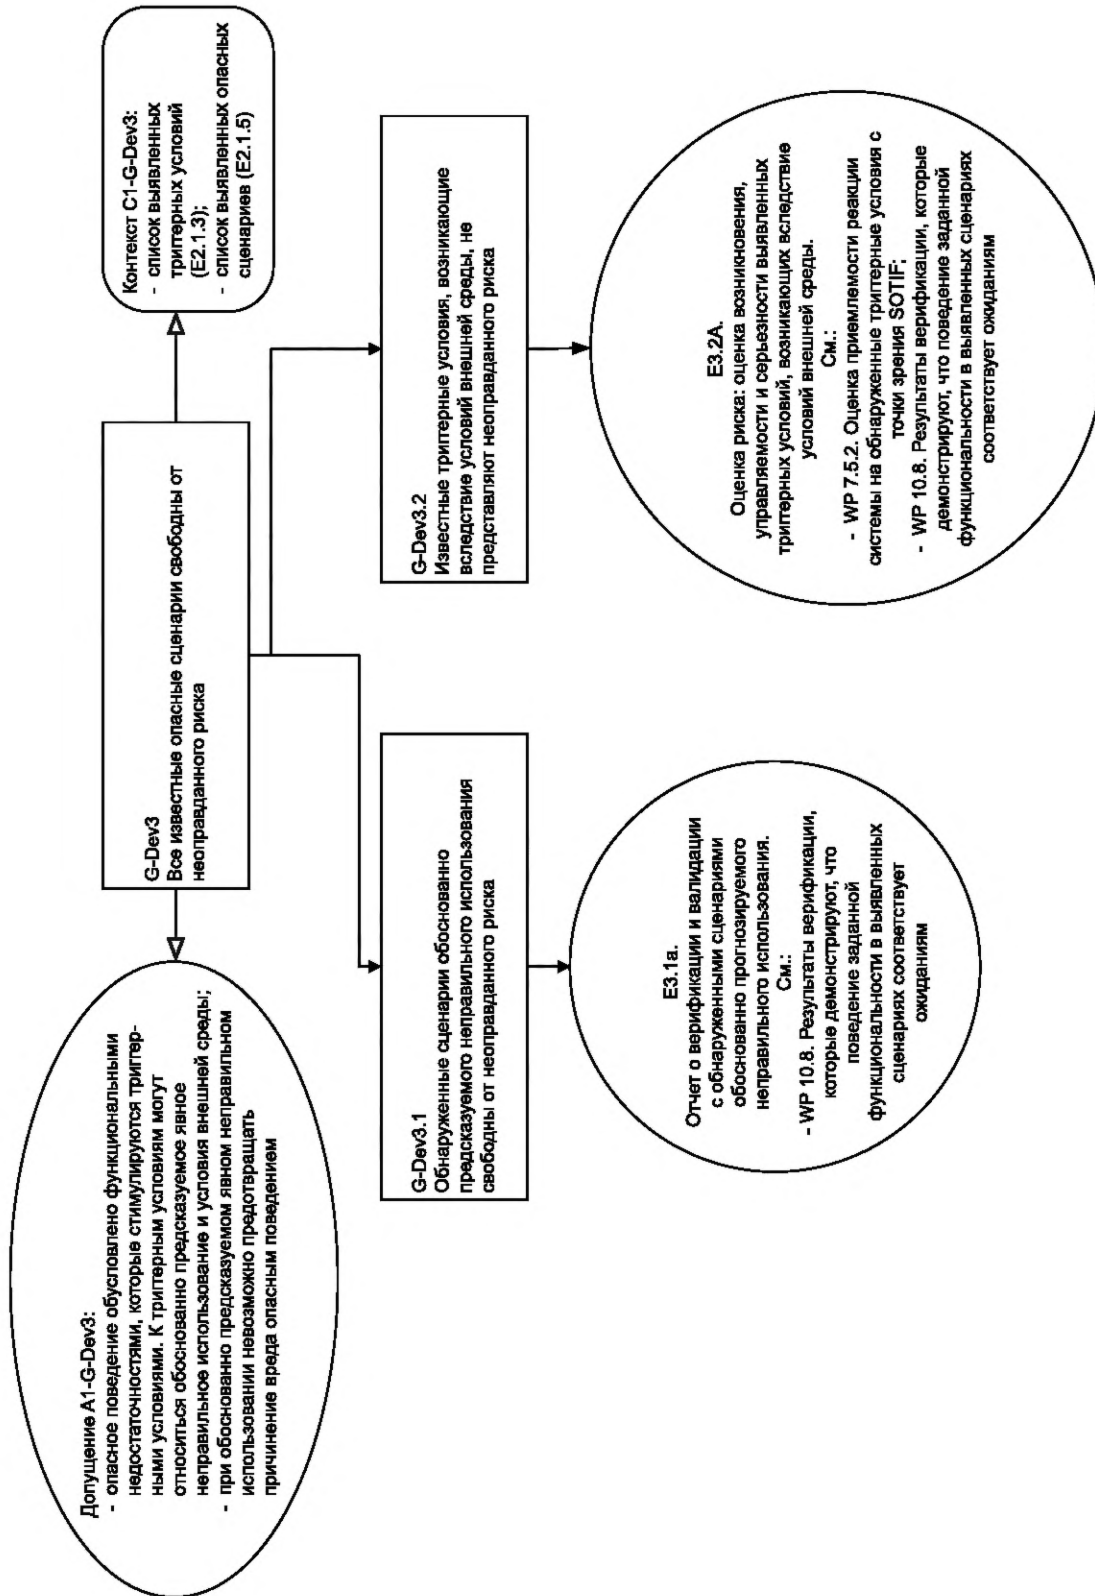 Допущение A1-G-Dev3:
- опасное поведение обусловлено функциональными
недостаточностями, которые стимулируются триггер-
ными условиями. К триггерным условиям могут
относиться обоснованно предсказуемое явное
неправильное использование и условия внешней среды;
- при обоснованно предсказуемом явном неправильном
использовании невозможно предотвращать
причинение вреда опасным поведением
G-Dev3
Все известные опасные сценарии свободны от
неоправданного риска
Контекст C1-G-Dev3:
- список выявленных
триггерных условий
(E2.1.3);
- список выявленных опасных
сценариев (E2.1.5)
G-Dev3.1
Обнаруженные сценарии обоснованно
предсказуемого неправильного использования
свободны от неоправданного риска
G-Dev3.2
Известные триггерные условия, возникающие
вследствие условий внешней среды, не
представляют неоправданного риска
E3.1a.
Отчет о верификации и валидации
с обнаруженными сценариями
обоснованно прогнозируемого
неправильного использования.
См.:
- WP 10.8. Результаты верификации,
которые демонстрируют, что
поведение заданной
функциональности в выявленных
сценариях соответствует
ожиданиям
E3.2A.
Оценка риска: оценка возникновения,
управляемости и серьезности выявленных
триггерных условий, возникающих вследствие
условий внешней среды.
См.:
- WP 7.5.2. Оценка приемлемости реакции
системы на обнаруженные триггерные условия с
точки зрения SOTIF;
- WP 10.8. Результаты верификации, которые
демонстрируют, что поведение заданной
функциональности в выявленных сценариях
соответствует ожиданиям